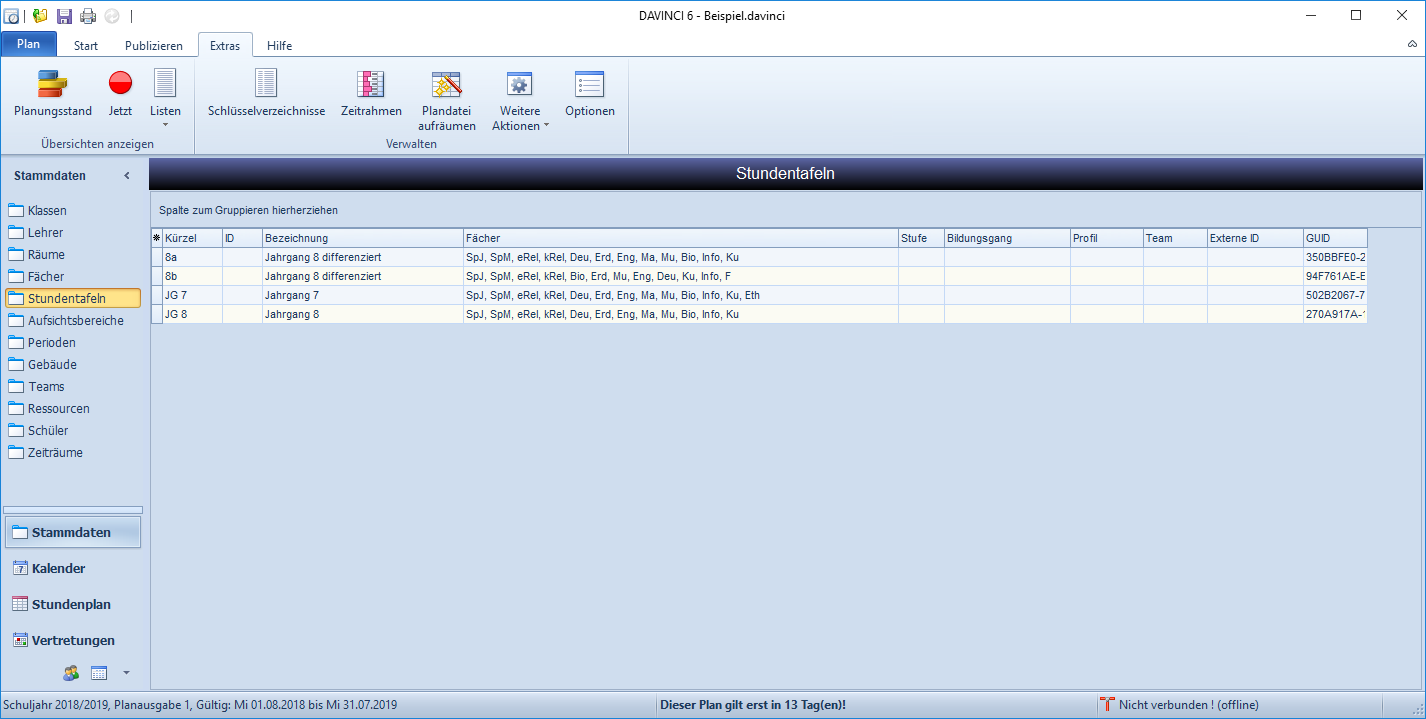 DAVINCI 6 - Beispiel.davinci
Plan Start Publizieren Extras Hilfe
Planungsstand Jetzt Listen Schlüsselverzeichnisse Zeitrahmen Plandatei aufräumen Weitere Aktionen Optionen
Übersichten anzeigen Verwalten
Stammdaten
Klassen
Lehrer
Räume
Fächer
Stundentafeln
Aufsichtsbereiche
Perioden
Gebäude
Teams
Ressourcen
Schüler
Zeiträume
Stammdaten
Kalender
Stundenplan
Vertretungen
Stundentafeln
Spalte zum Gruppieren hierherziehen
Kürzel ID Bezeichnung Fächer Stufe Bildungsgang Profil Team Externe ID GUID
8a Jahrgang 8 differenziert SpJ, SpM, eRel, kRel, Deu, Erd, Eng, Ma, Mu, Bio, Info, Ku 350BBFE0-2
8b Jahrgang 8 differenziert SpJ, SpM, eRel, kRel, Bio, Erd, Mu, Eng, Deu, Ku, Info, F 94F761AE-E
JG 7 Jahrgang 7 SpJ, SpM, eRel, kRel, Deu, Erd, Eng, Ma, Mu, Bio, Info, Ku, Eth 502B2067-7
JG 8 Jahrgang 8 SpJ, SpM, eRel, kRel, Deu, Erd, Eng, Ma, Mu, Bio, Info, Ku 270A917A-1
Schuljahr 2018/2019, Planausgabe 1, Gültig: Mi 01.08.2018 bis Mi 31.07.2019 Dieser Plan gilt erst in 13 Tag(en)! Nicht verbunden ! (offline)